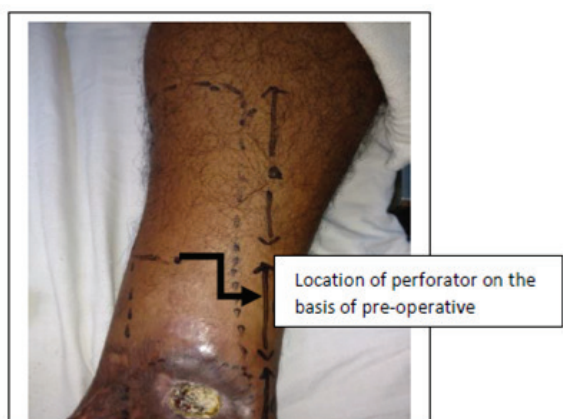 Location of perforator on the
basis of pre-operative